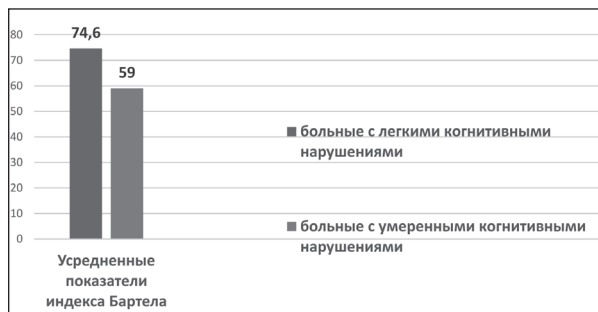 80
70
60
50
40
30
20
10
0
74,6
59
больные с легкими когнитивными
нарушениями
больные с умеренными когнитивными
нарушениями
Усредненные
показатели
индекса Бартела